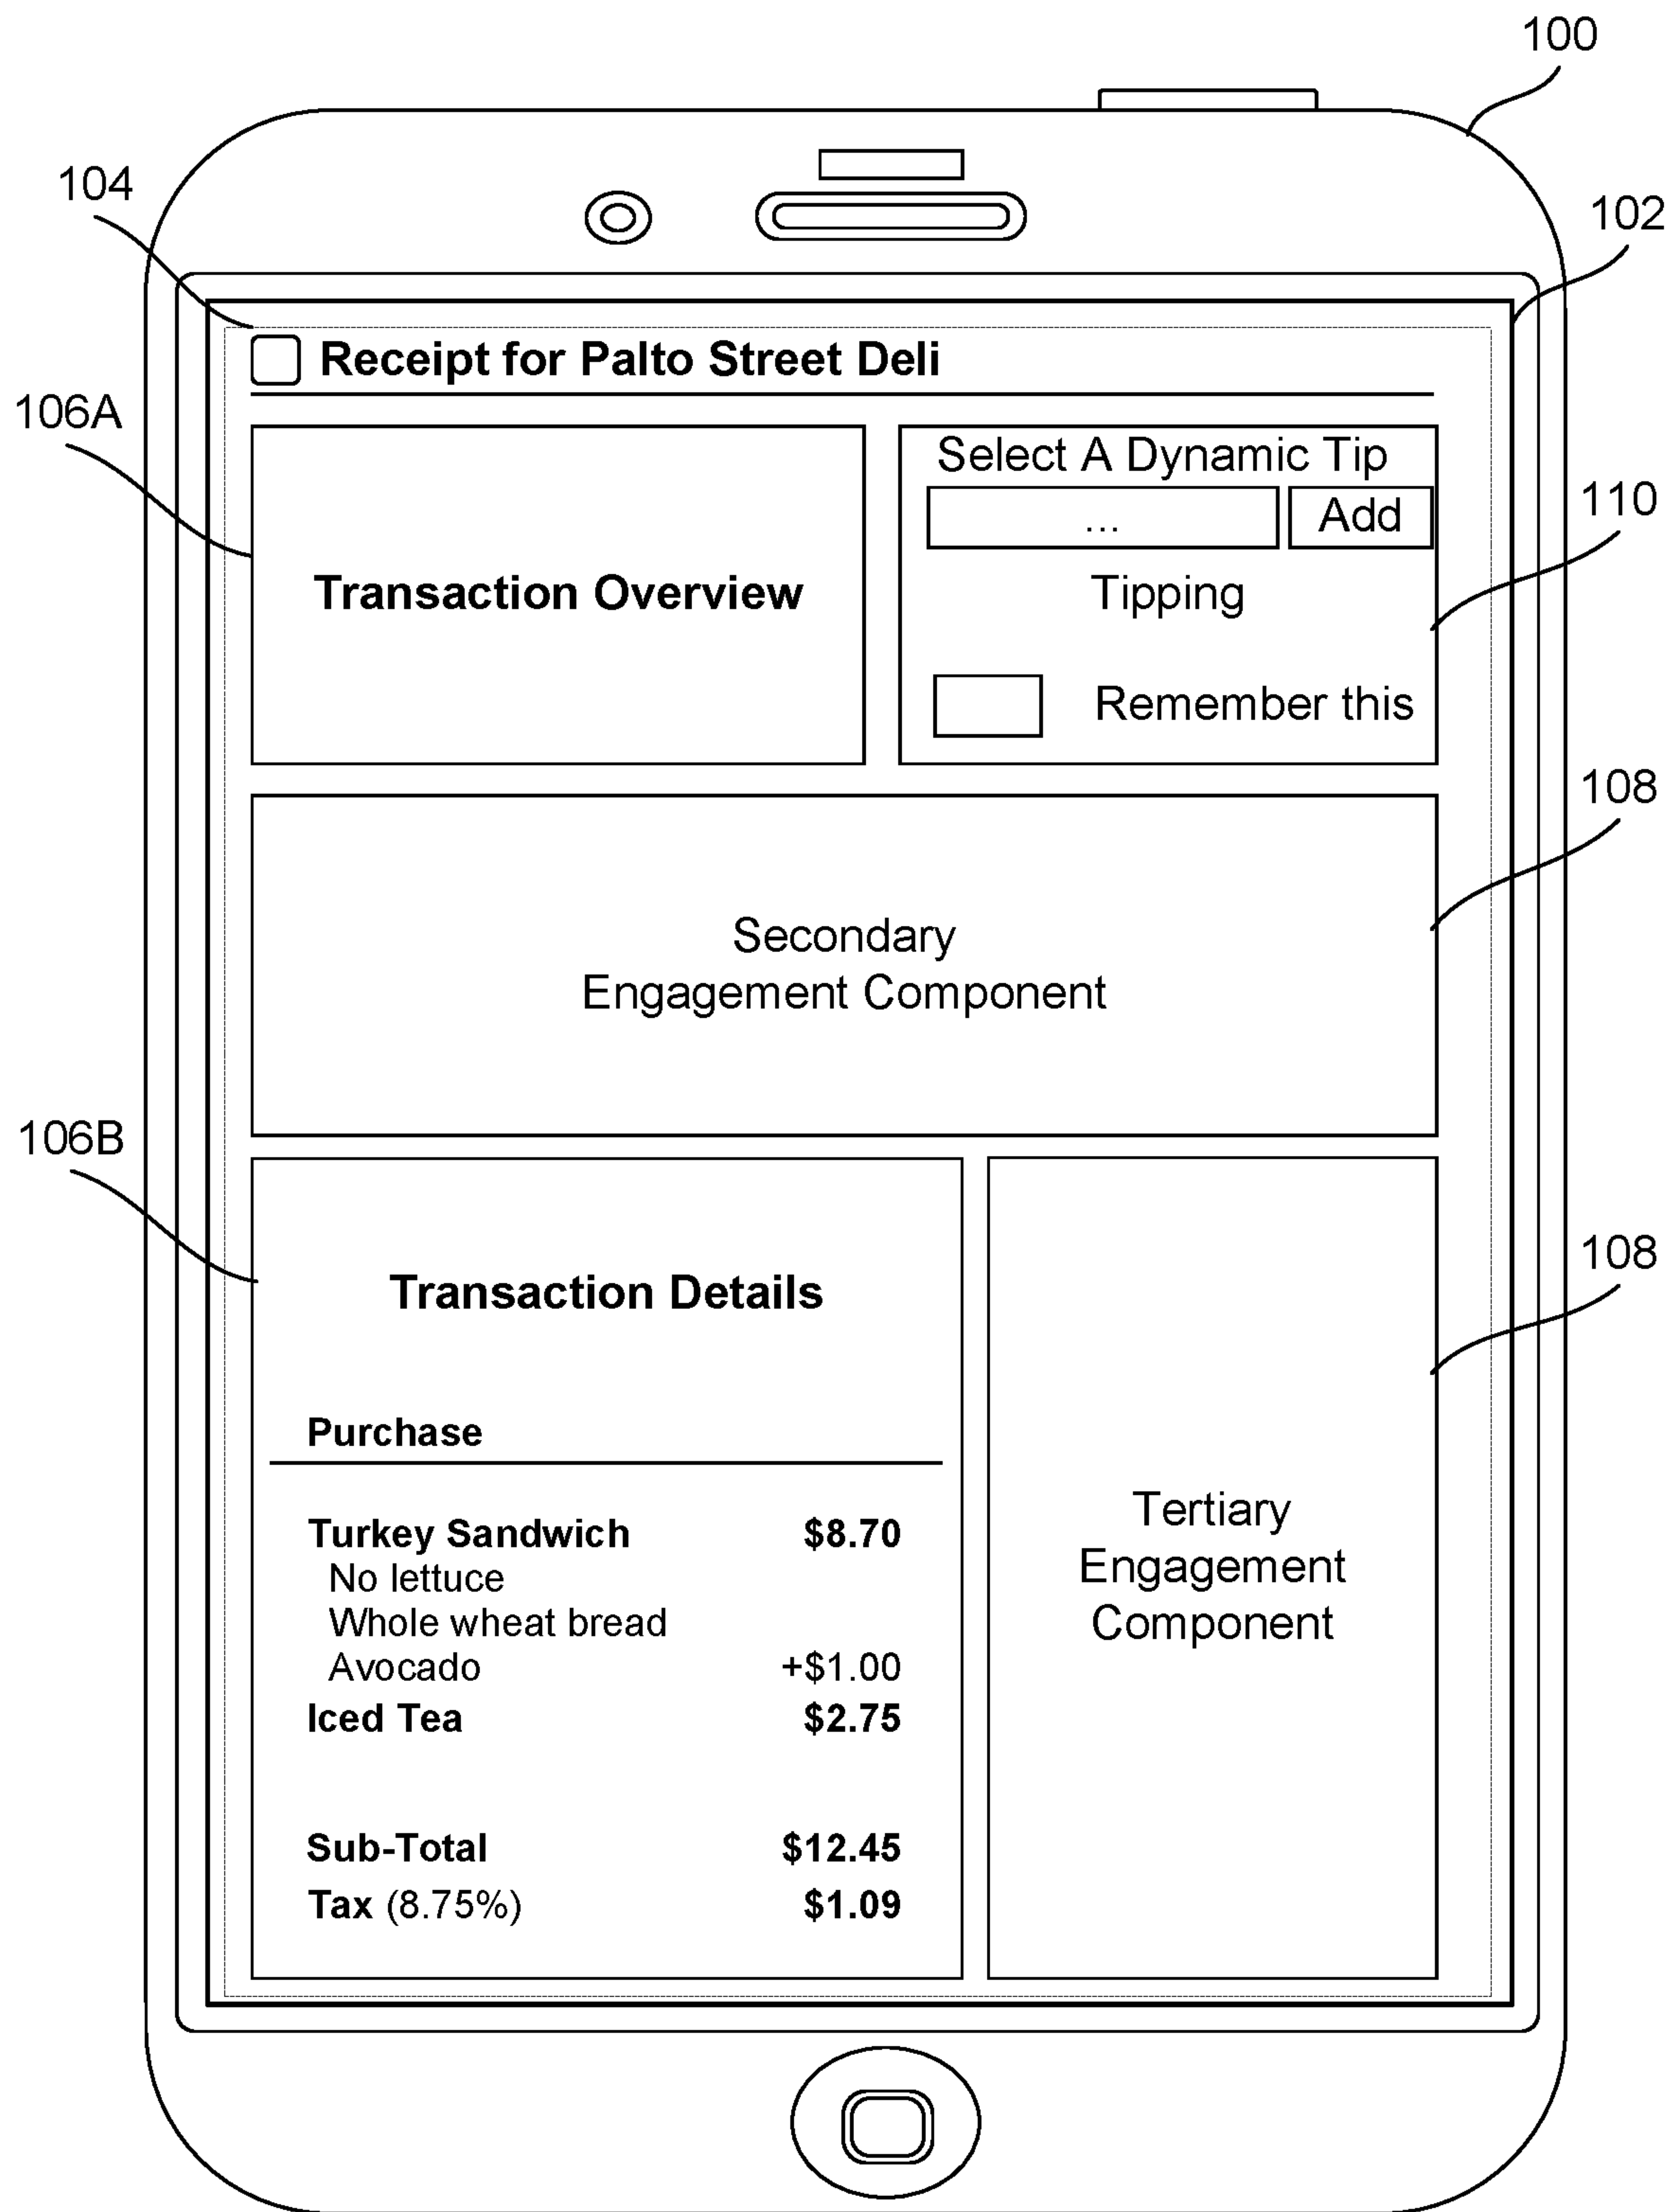 100
104
102
Receipt for Palto Street Deli
106A
Select A Dynamic Tip
... Add
110
Transaction Overview
Tipping
Remember this
108
Secondary
Engagement Component
106B
Transaction Details
108
Purchase
Turkey Sandwich $8.70
No lettuce
Whole wheat bread
Avocado +$1.00
Iced Tea $2.75
Sub-Total $12.45
Tax (8.75%) $1.09
Tertiary
Engagement
Component